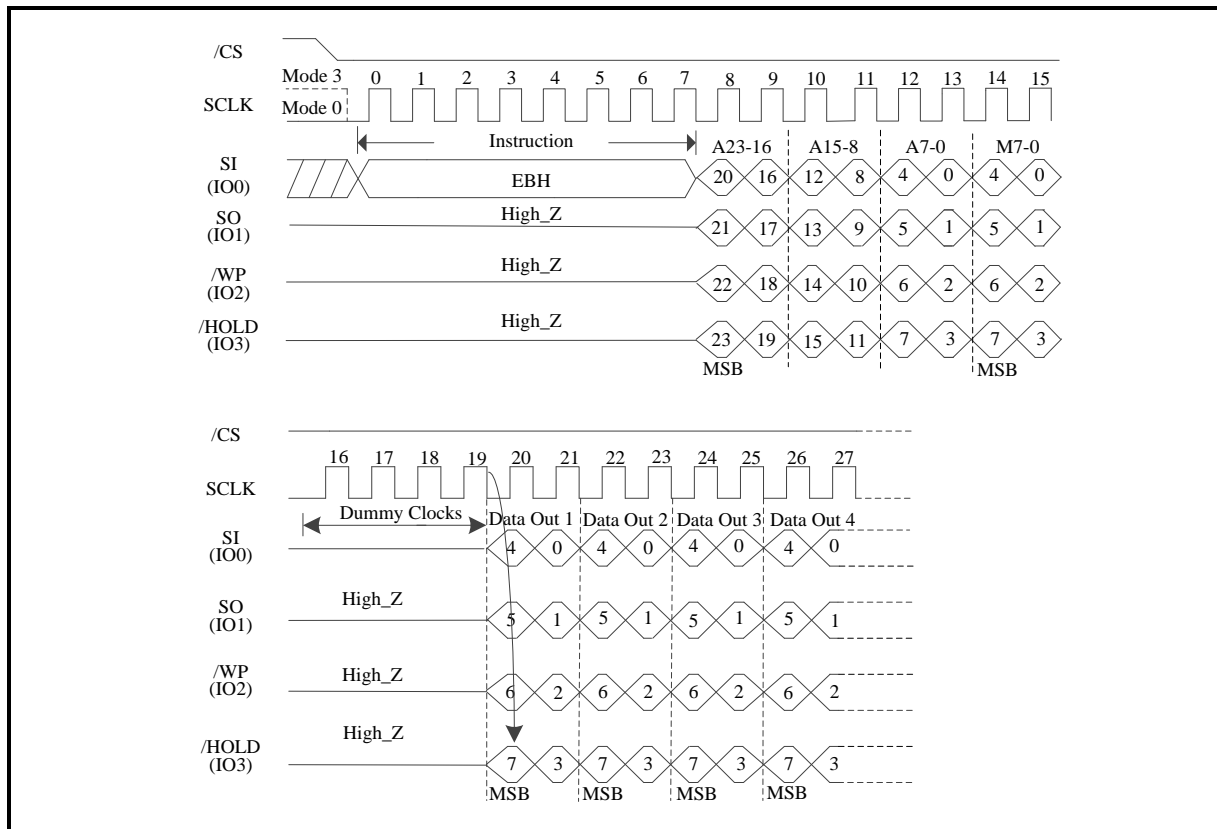 /CS
Mode 3
0 1 2 3 4 5 6 7 8 9 10 11 12 13 14 15
SCLK
Mode 0
Instruction
A23-16 A15-8 A7-0 M7-0
SI
(IO0)
EBH
20 16 12 8 4 0 4 0
SO
(IO1)
High_Z
21 17 13 9 5 1 5 1
/WP
(IO2)
High_Z
22 18 14 10 6 2 6 2
/HOLD
(IO3)
High_Z
23 19 15 11 7 3 7 3
MSB MSB
/CS
16 17 18 19 20 21 22 23 24 25 26 27
SCLK
Dummy Clocks
Data Out 1 Data Out 2 Data Out 3 Data Out 4
SI
(IO0)
4 0 4 0 4 0 4 0
SO
(IO1)
High_Z
5 1 5 1 5 1 5 1
/WP
(IO2)
High_Z
6 2 6 2 6 2 6 2
/HOLD
(IO3)
High_Z
7 3 7 3 7 3 7 3
MSB MSB MSB MSB